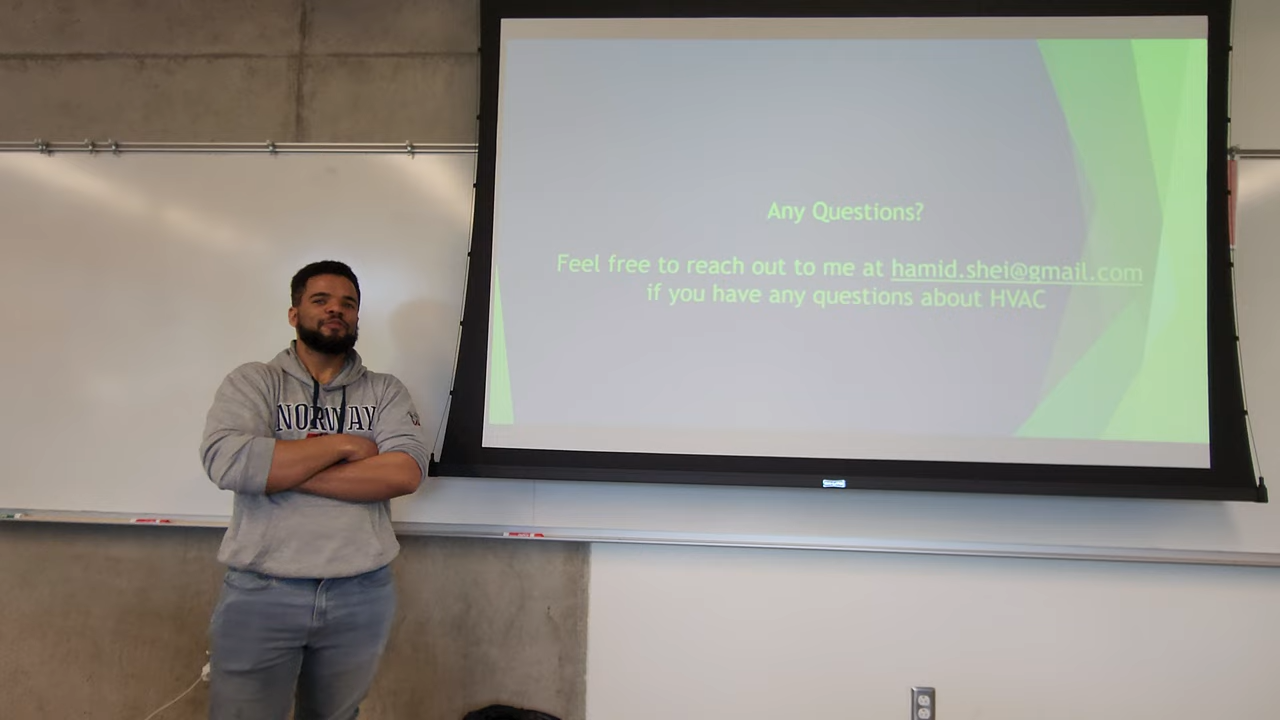 Any Questions?
Feel free to reach out to me at hamid.shei@gmail.com
if you have any questions about HVAC
NORWAY